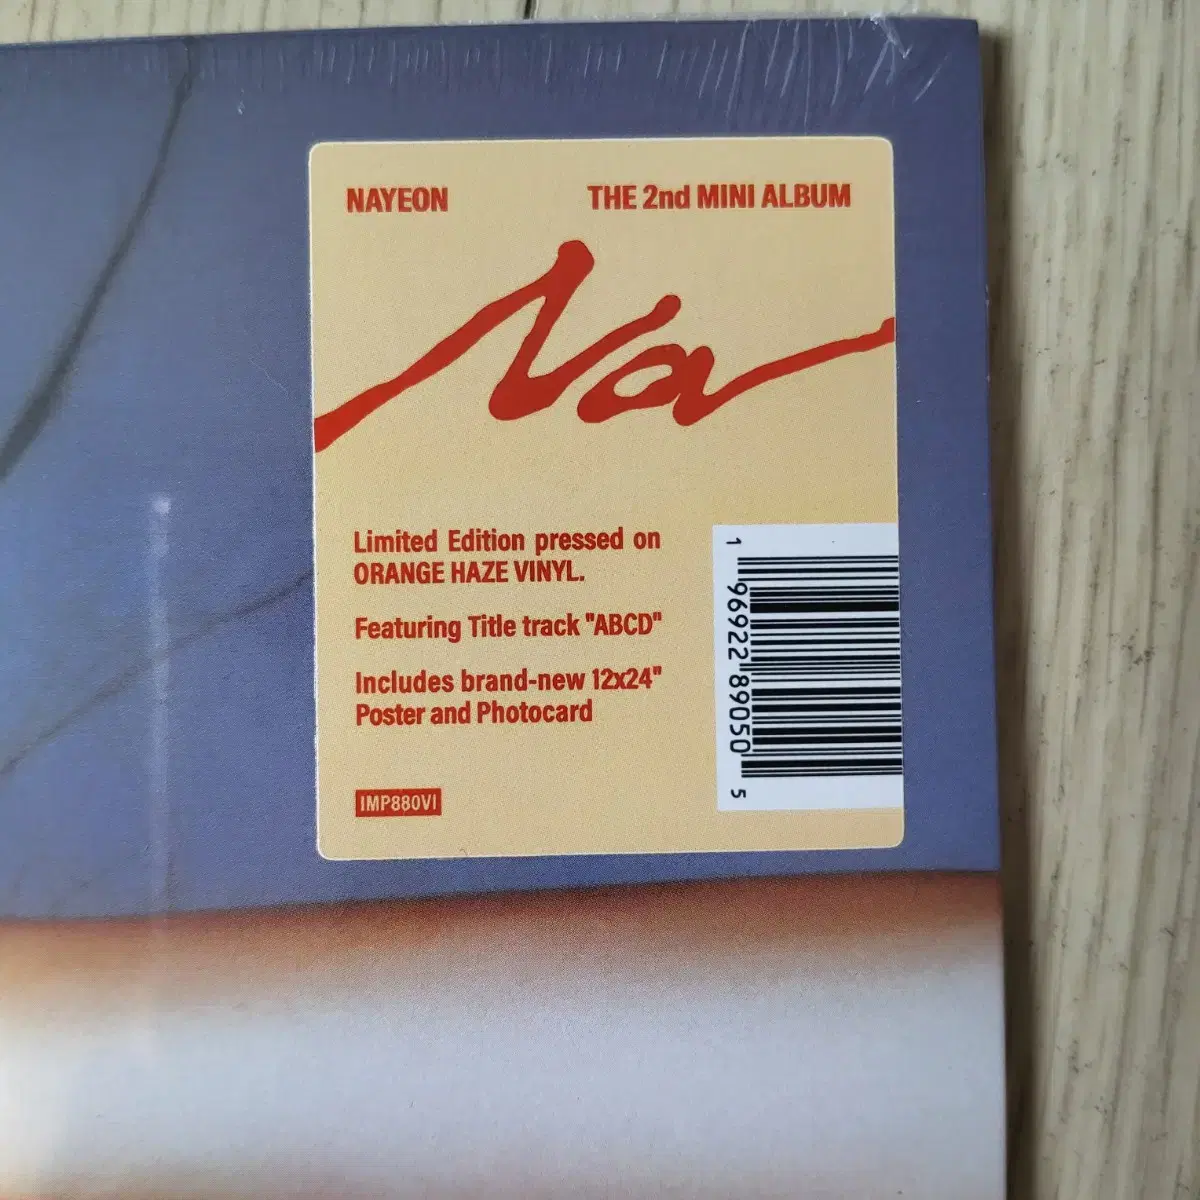 NAYEON THE 2nd MINI ALBUM
Na
Limited Edition pressed on
ORANGE HAZE VINYL.
Featuring Title track "ABCD"
Includes brand-new 12x24"
Poster and Photocard
IMP880VI
1 96922 89050 5